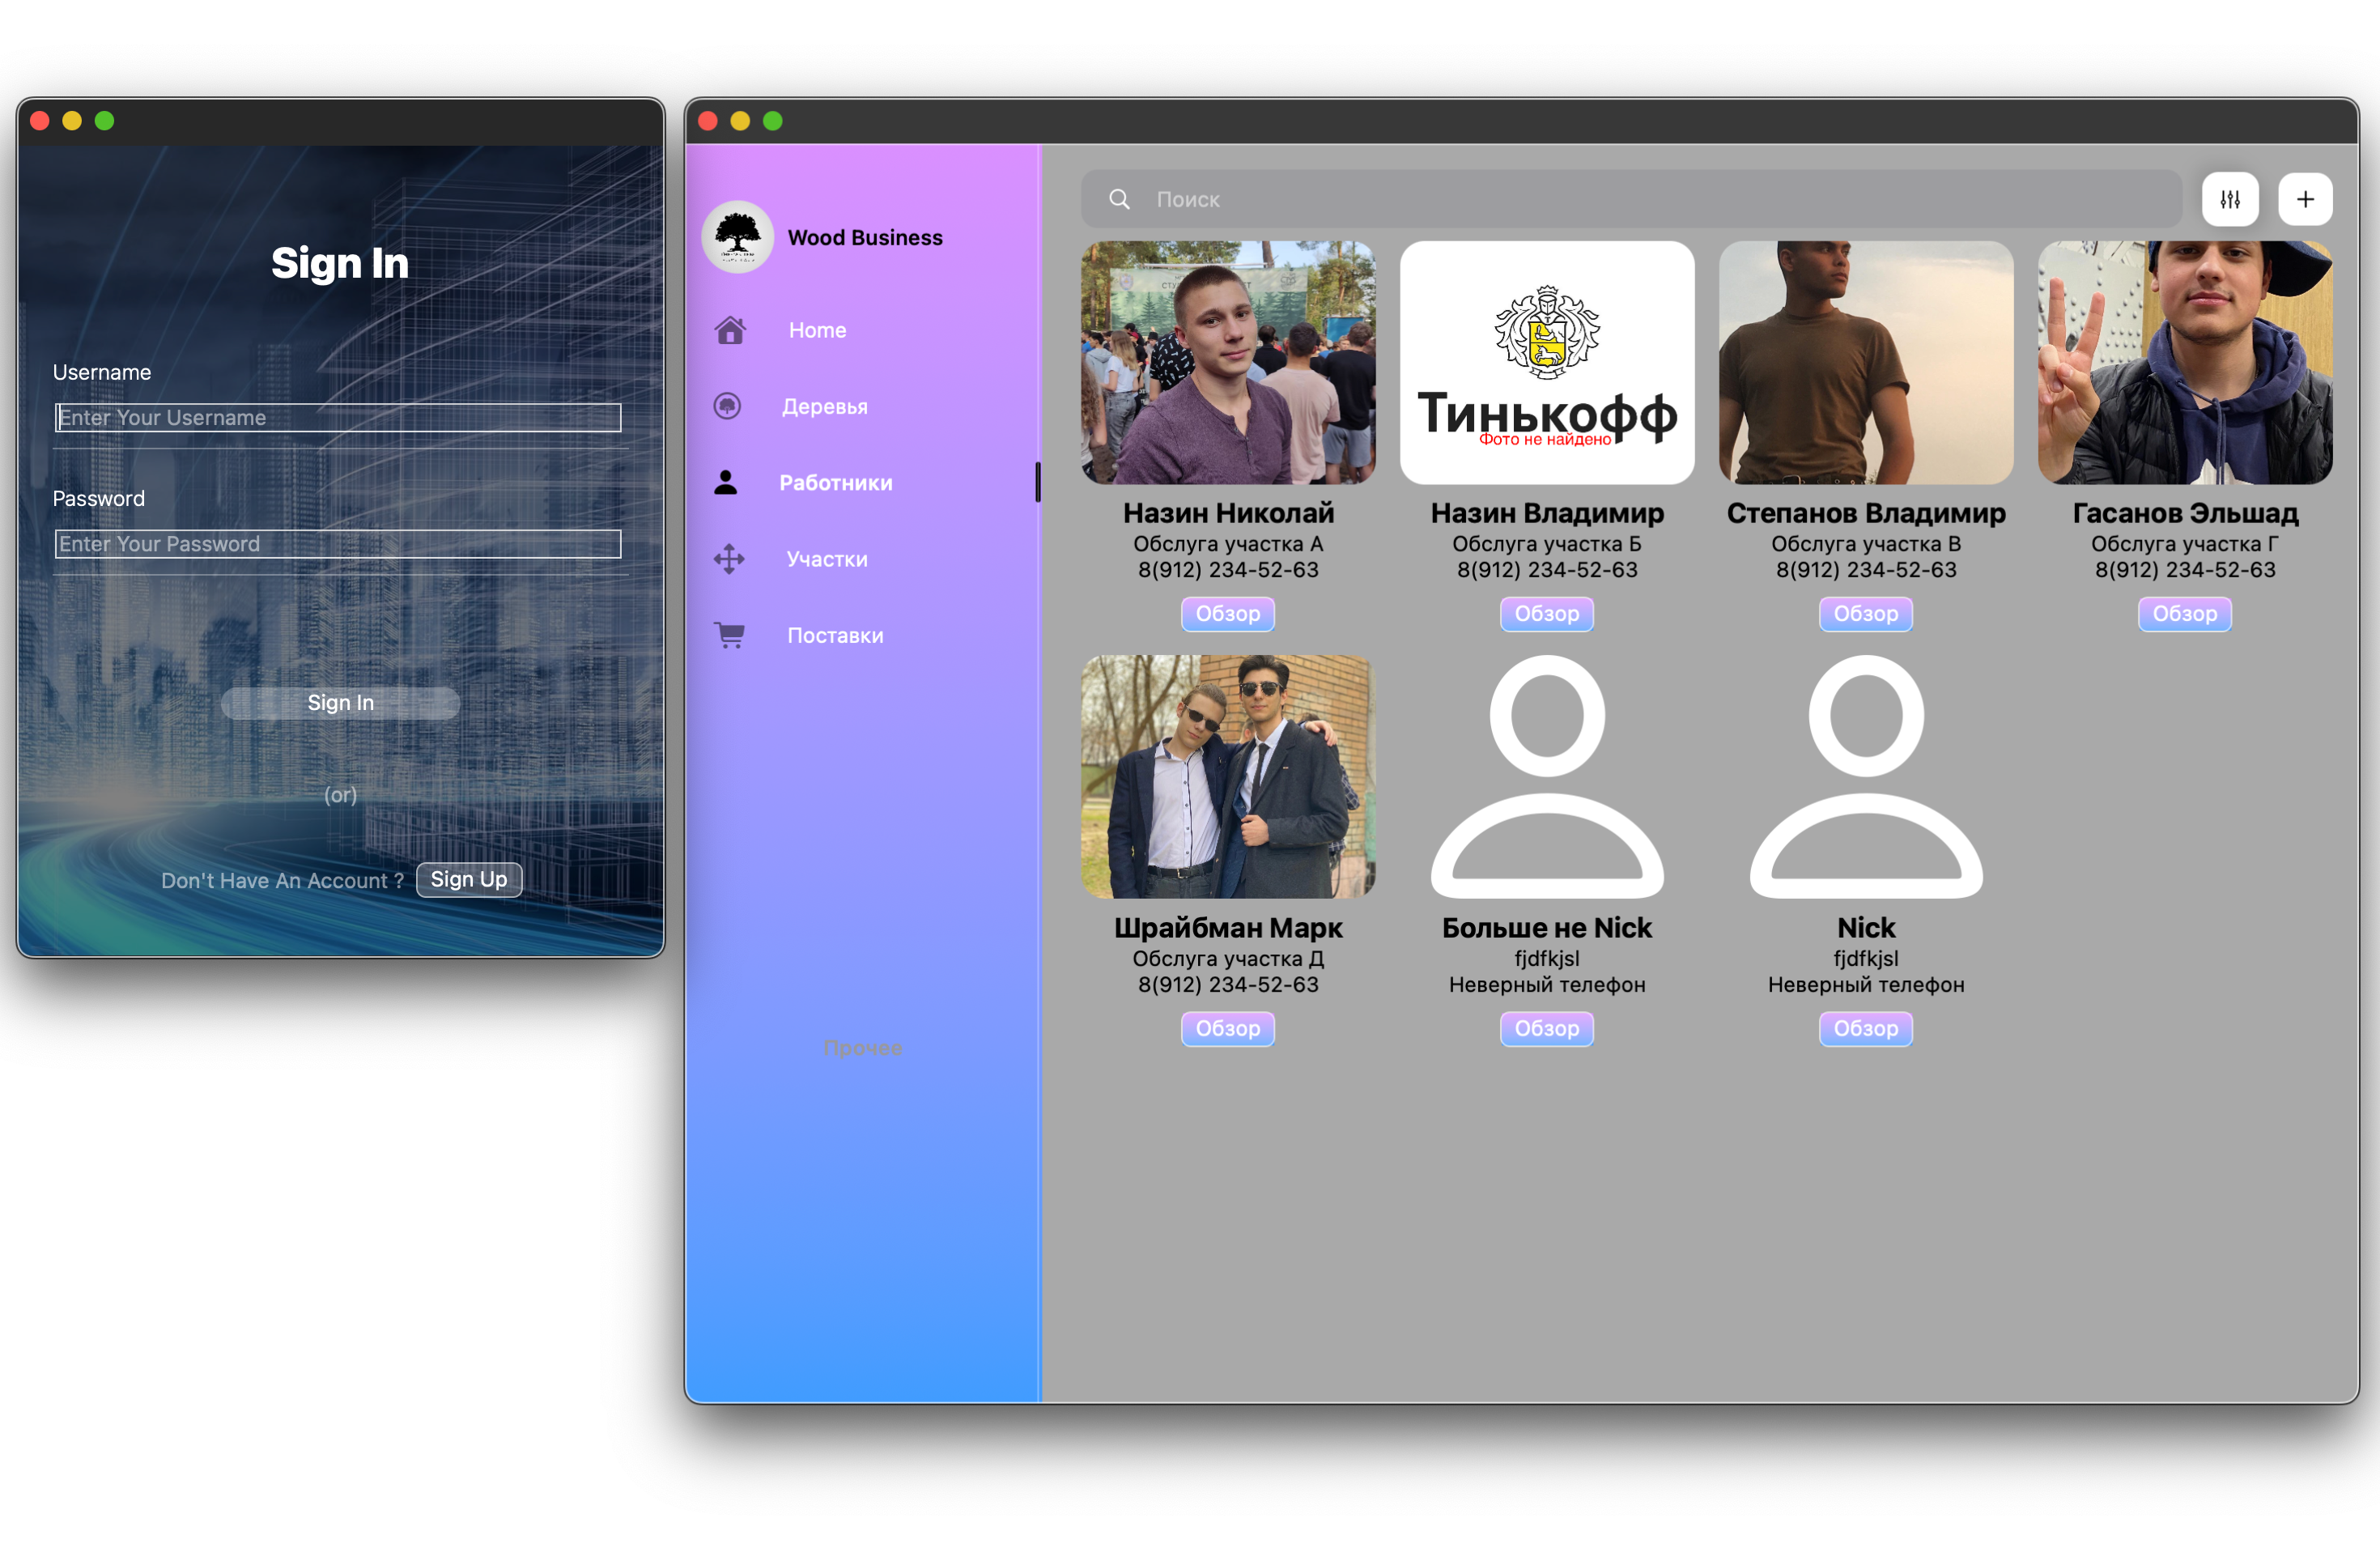 Sign In
Username
Enter Your Username
Password
Enter Your Password
Sign In
(or)
Don't Have An Account ?
Sign Up
Wood Business
Home
Деревья
Работники
Участки
Поставки
Прочее
Поиск
Тинькофф
Фото не найдено
Назин Николай
Обслуга участка А
8(912) 234-52-63
Обзор
Назин Владимир
Обслуга участка Б
8(912) 234-52-63
Обзор
Степанов Владимир
Обслуга участка В
8(912) 234-52-63
Обзор
Гасанов Эльшад
Обслуга участка Г
8(912) 234-52-63
Обзор
Шрайбман Марк
Обслуга участка Д
8(912) 234-52-63
Обзор
Больше не Nick
fjdfkjsl
Неверный телефон
Обзор
Nick
fjdfkjsl
Неверный телефон
Обзор